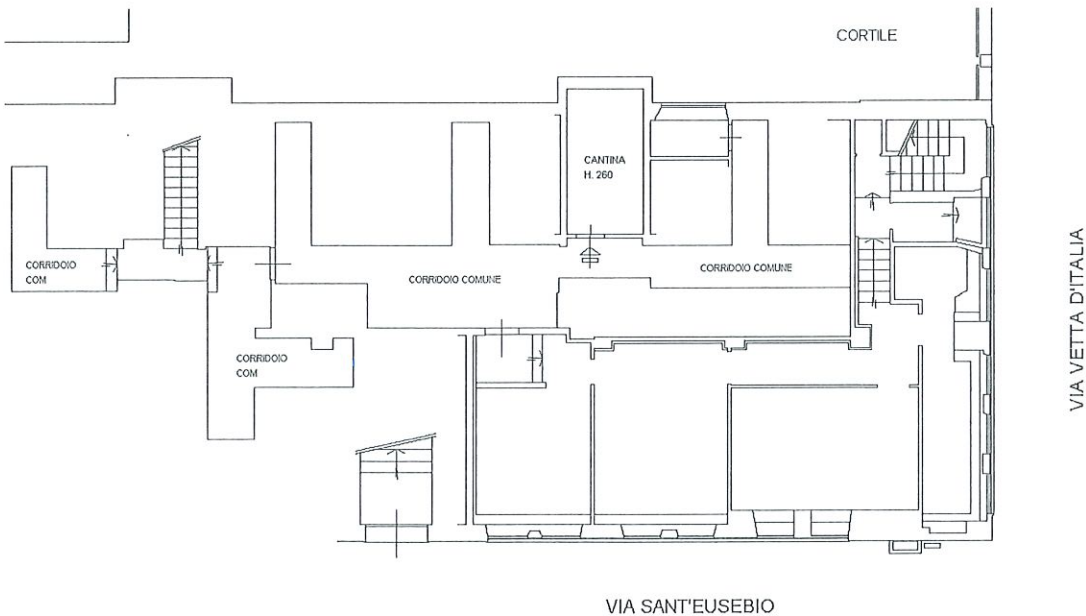 CORTILE
CANTINA
H. 260
CORRIDOIO
COM
CORRIDOIO COMUNE
CORRIDOIO COMUNE
CORRIDOIO
COM
VIA VETTA D'ITALIA
VIA SANT'EUSEBIO